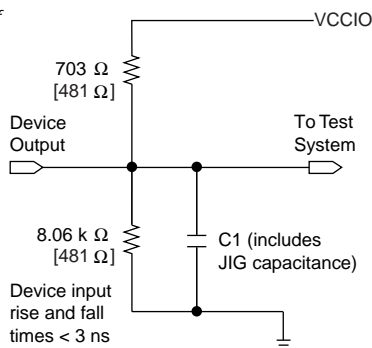 f
VCCIO
703 Ω
[481 Ω]
Device
Output
To Test
System
8.06 k Ω
[481 Ω]
C1 (includes
JIG capacitance)
Device input
rise and fall
times < 3 ns